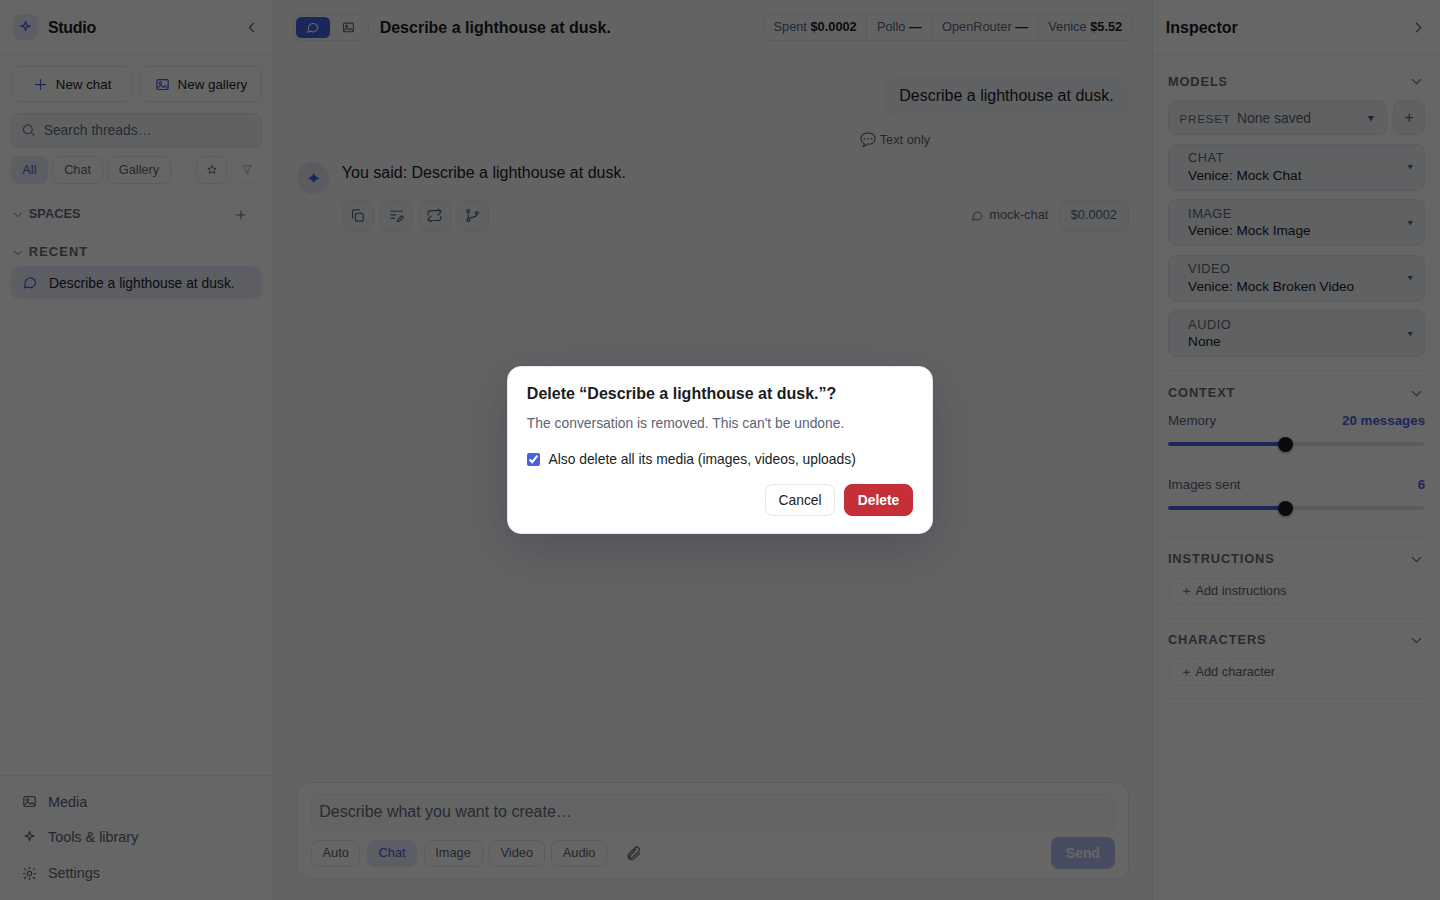 Studio
New chat
New gallery
Search threads…
All
Chat
Gallery
SPACES
+
RECENT
Describe a lighthouse at dusk.
Media
Tools & library
Settings
Describe a lighthouse at dusk.
Spent $0.0002
Pollo —
OpenRouter —
Venice $5.52
Describe a lighthouse at dusk.
Text only
You said: Describe a lighthouse at dusk.
mock-chat
$0.0002
Delete “Describe a lighthouse at dusk.”?
The conversation is removed. This can't be undone.
Also delete all its media (images, videos, uploads)
Cancel
Delete
Describe what you want to create…
Auto
Chat
Image
Video
Audio
Send
Inspector
MODELS
PRESET None saved
+
CHAT
Venice: Mock Chat
IMAGE
Venice: Mock Image
VIDEO
Venice: Mock Broken Video
AUDIO
None
CONTEXT
Memory 20 messages
Images sent 6
INSTRUCTIONS
+ Add instructions
CHARACTERS
+ Add character